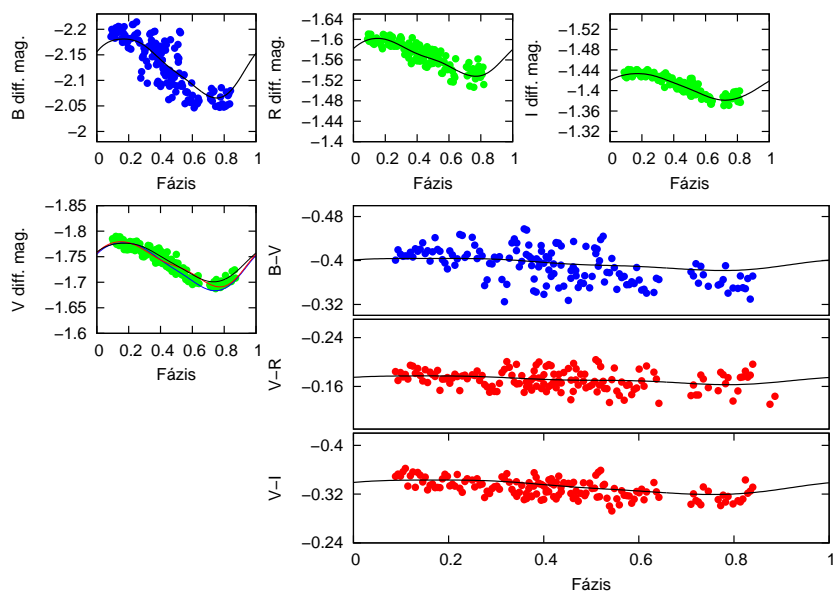 −2.2
−2.15
−2.1
−2.05
−2
B diff. mag.
0 0.2 0.4 0.6 0.8 1
Fázis
−1.64
−1.6
−1.56
−1.52
−1.48
−1.44
−1.4
R diff. mag.
0 0.2 0.4 0.6 0.8 1
Fázis
−1.52
−1.48
−1.44
−1.4
−1.36
−1.32
I diff. mag.
0 0.2 0.4 0.6 0.8 1
Fázis
−1.85
−1.8
−1.75
−1.7
−1.65
−1.6
V diff. mag.
0 0.2 0.4 0.6 0.8 1
Fázis
−0.48
−0.4
−0.32
B−V
−0.24
−0.16
V−R
−0.4
−0.32
−0.24
V−I
0 0.2 0.4 0.6 0.8 1
Fázis